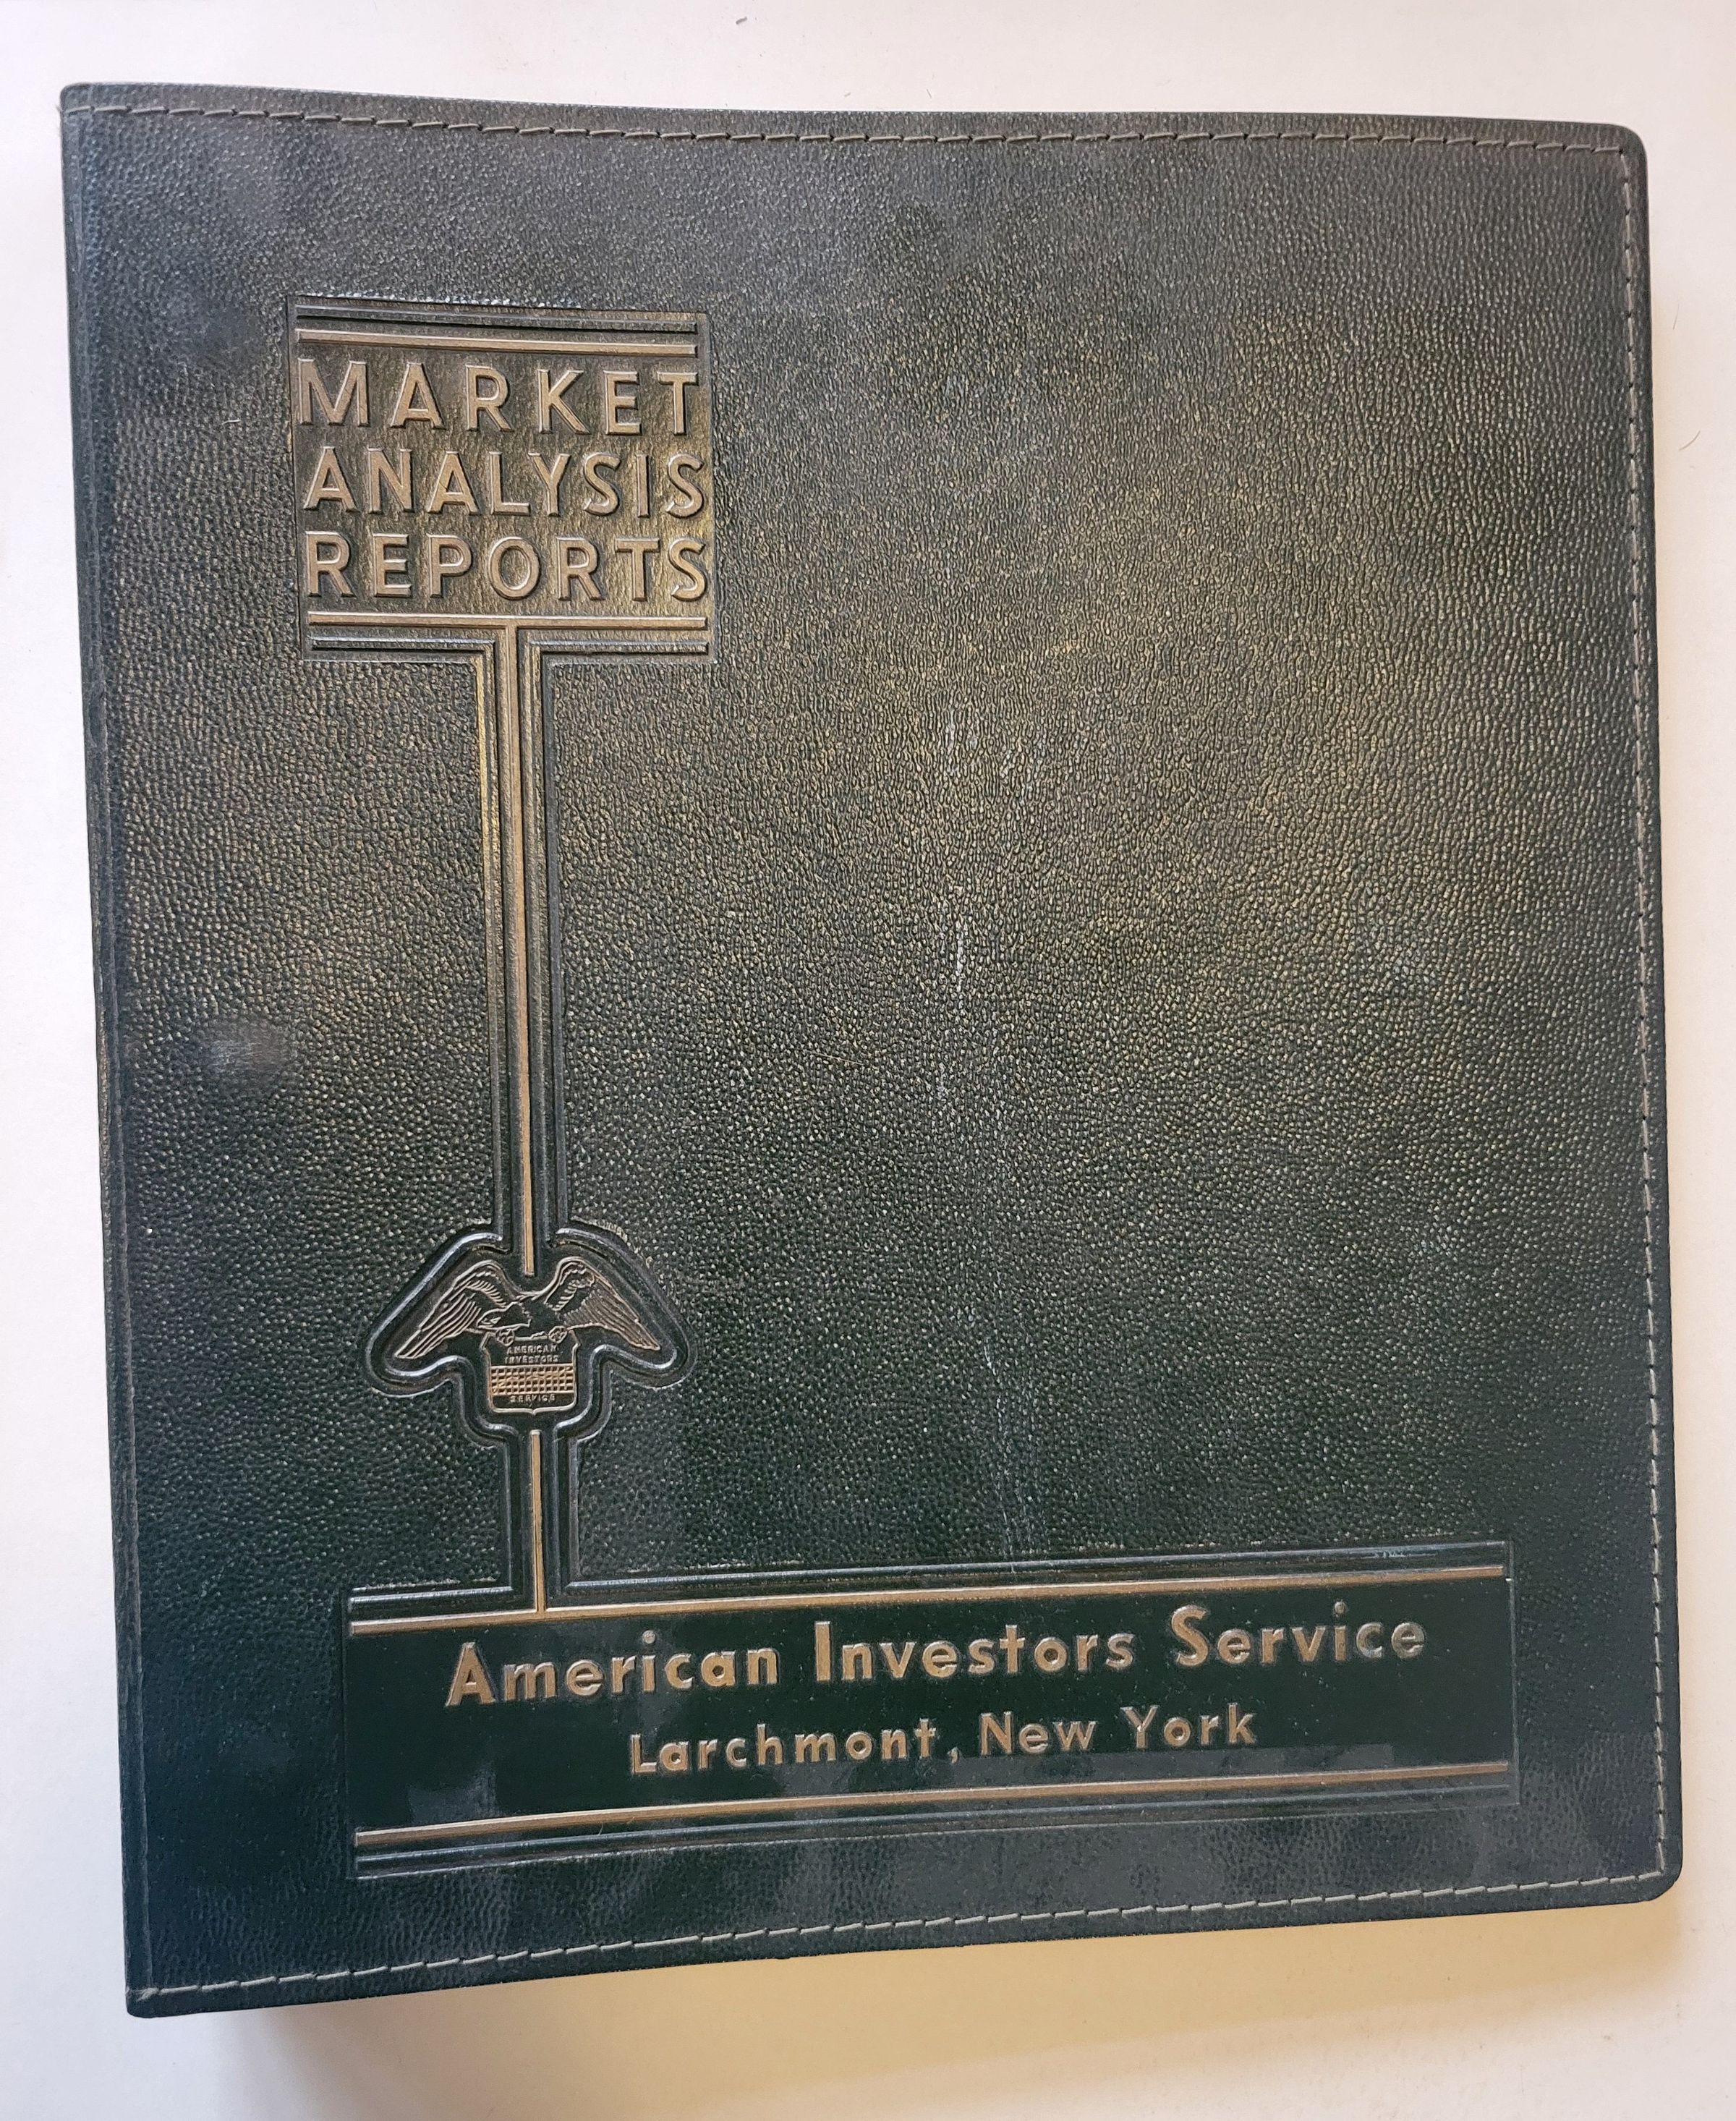 MARKET
ANALYSIS
REPORTS
AMERICAN
INVESTORS
SERVICE
American Investors Service
Larchmont, New York